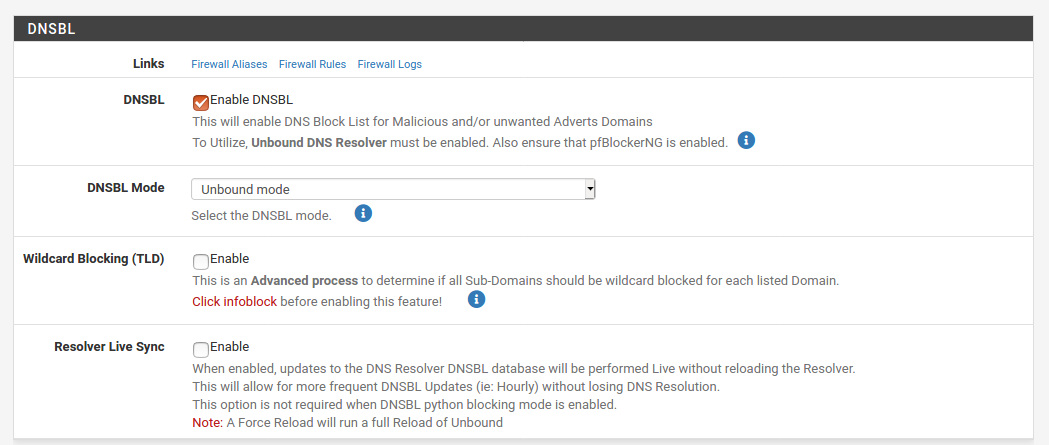 DNSBL
Links Firewall Aliases Firewall Rules Firewall Logs
DNSBL Enable DNSBL
This will enable DNS Block List for Malicious and/or unwanted Adverts Domains
To Utilize, Unbound DNS Resolver must be enabled. Also ensure that pfBlockerNG is enabled.
DNSBL Mode Unbound mode
Select the DNSBL mode.
Wildcard Blocking (TLD) Enable
This is an Advanced process to determine if all Sub-Domains should be wildcard blocked for each listed Domain.
Click infoblock before enabling this feature!
Resolver Live Sync Enable
When enabled, updates to the DNS Resolver DNSBL database will be performed Live without reloading the Resolver.
This will allow for more frequent DNSBL Updates (ie: Hourly) without losing DNS Resolution.
This option is not required when DNSBL python blocking mode is enabled.
Note: A Force Reload will run a full Reload of Unbound